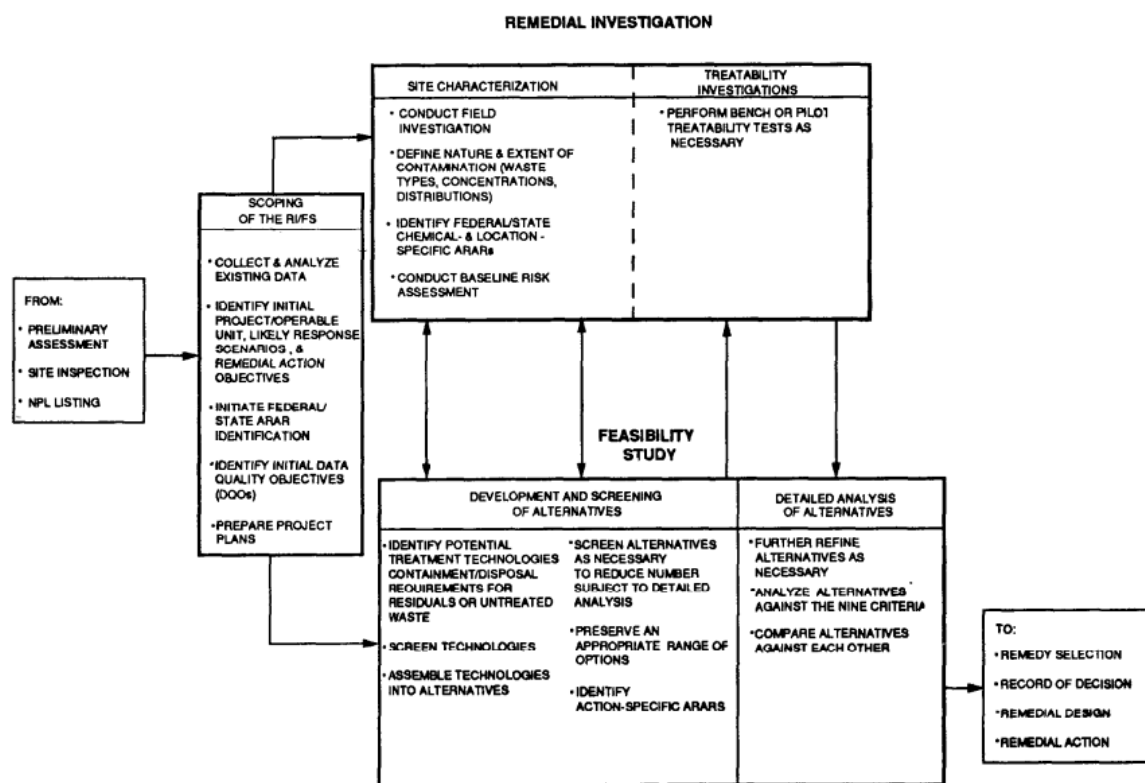 REMEDIAL INVESTIGATION
SITE CHARACTERIZATION
• CONDUCT FIELD
INVESTIGATION
• DEFINE NATURE & EXTENT OF
CONTAMINATION (WASTE
TYPES, CONCENTRATIONS,
DISTRIBUTIONS)
• IDENTIFY FEDERAL/STATE
CHEMICAL- & LOCATION -
SPECIFIC ARARs
• CONDUCT BASELINE RISK
ASSESSMENT
TREATABILITY
INVESTIGATIONS
• PERFORM BENCH OR PILOT
TREATABILITY TESTS AS
NECESSARY
SCOPING
OF THE RI/FS
• COLLECT & ANALYZE
EXISTING DATA
• IDENTIFY INITIAL
PROJECT/OPERABLE
UNIT, LIKELY RESPONSE
SCENARIOS , &
REMEDIAL ACTION
OBJECTIVES
• INITIATE FEDERAL/
STATE ARAR
IDENTIFICATION
• IDENTIFY INITIAL DATA
QUALITY OBJECTIVES
(DQOs)
• PREPARE PROJECT
PLANS
FROM:
• PRELIMINARY
ASSESSMENT
• SITE INSPECTION
• NPL LISTING
FEASIBILITY
STUDY
DEVELOPMENT AND SCREENING
OF ALTERNATIVES
• IDENTIFY POTENTIAL
TREATMENT TECHNOLOGIES
CONTAINMENT/DISPOSAL
REQUIREMENTS FOR
RESIDUALS OR UNTREATED
WASTE
• SCREEN TECHNOLOGIES
• ASSEMBLE TECHNOLOGIES
INTO ALTERNATIVES
• SCREEN ALTERNATIVES
AS NECESSARY
TO REDUCE NUMBER
SUBJECT TO DETAILED
ANALYSIS
• PRESERVE AN
APPROPRIATE RANGE OF
OPTIONS
• IDENTIFY
ACTION-SPECIFIC ARARS
DETAILED ANALYSIS
OF ALTERNATIVES
• FURTHER REFINE
ALTERNATIVES AS
NECESSARY
• ANALYZE ALTERNATIVES
AGAINST THE NINE CRITERIA
• COMPARE ALTERNATIVES
AGAINST EACH OTHER
TO:
• REMEDY SELECTION
• RECORD OF DECISION
• REMEDIAL DESIGN
• REMEDIAL ACTION